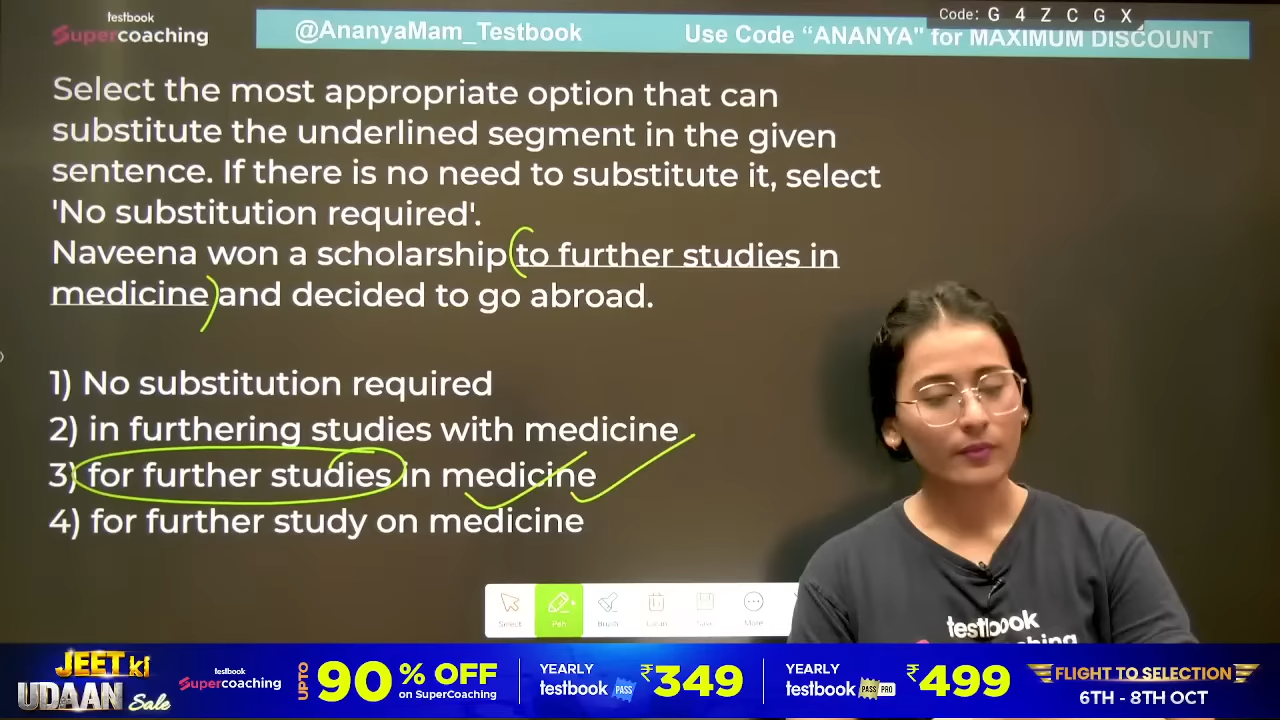 testbook
Supercoaching
@AnanyaMam_Testbook
Use Code “ANANYA" for MAXIMUM DISCOUNT
Code: G 4 Z C G X
Select the most appropriate option that can
substitute the underlined segment in the given
sentence. If there is no need to substitute it, select
'No substitution required'.
Naveena won a scholarship to further studies in
medicine and decided to go abroad.
1) No substitution required
2) in furthering studies with medicine
3) for further studies in medicine
4) for further study on medicine
Select
Pen
Brush
More
testbook
JEET ki
UDAAN Sale
testbook
Supercoaching
UPTO
90% OFF
on SuperCoaching
YEARLY
testbook PASS
₹349
YEARLY
testbook PASS PRO
₹499
FLIGHT TO SELECTION
6TH - 8TH OCT